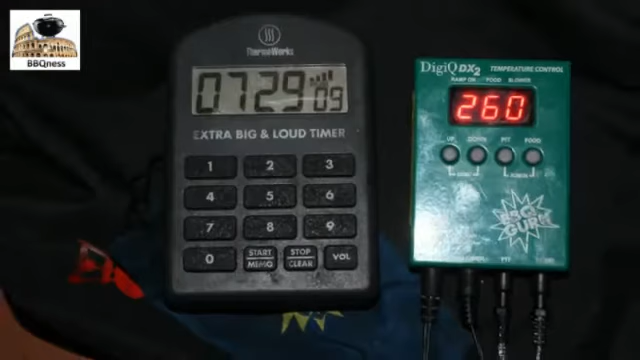 BBQness
ThermoWorks
0729 09
EXTRA BIG & LOUD TIMER
1 2 3
4 5 6
7 8 9
0 START MEMO STOP CLEAR VOL
DigiQ DX2 TEMPERATURE CONTROL
RAMP ON FOOD BLOWER
260
UP DOWN PIT FOOD
BBQ GURU
PIT